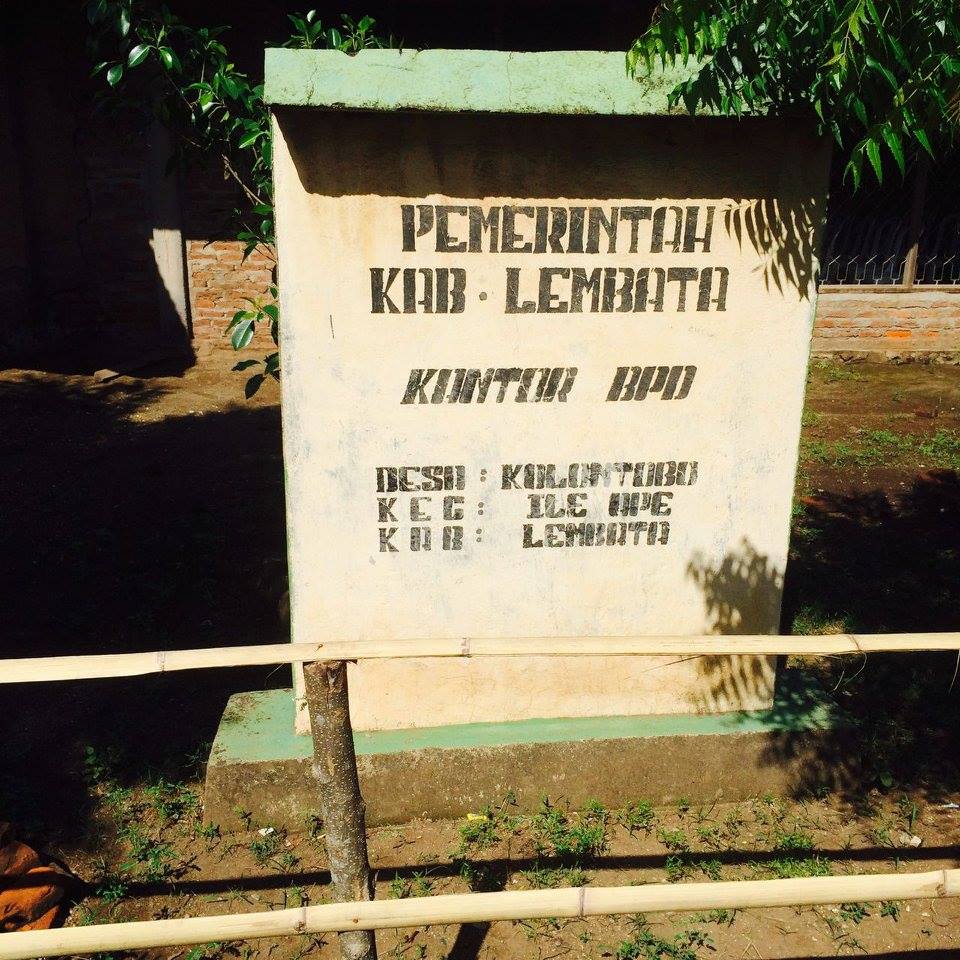 PEMERINTAH
KAB. LEMBATA
KANTOR BPD
DESA : KOLONTOBO
KEC : ILE APE
KAB : LEMBATA